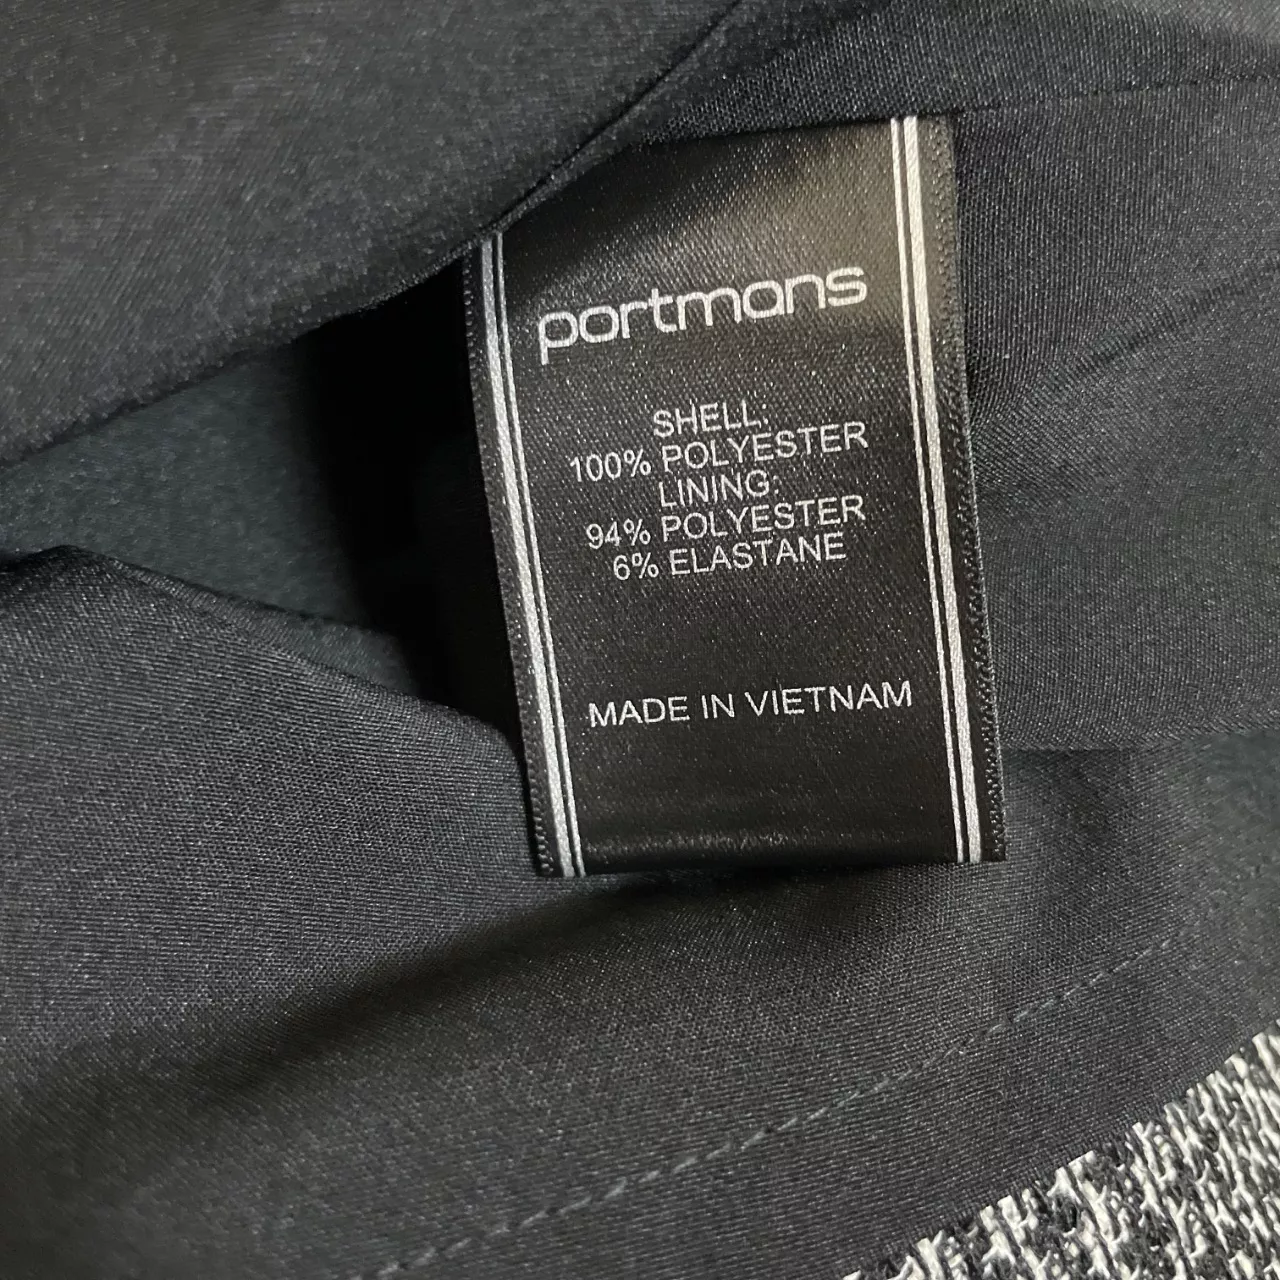 portmans
SHELL:
100% POLYESTER
LINING:
94% POLYESTER
6% ELASTANE
MADE IN VIETNAM